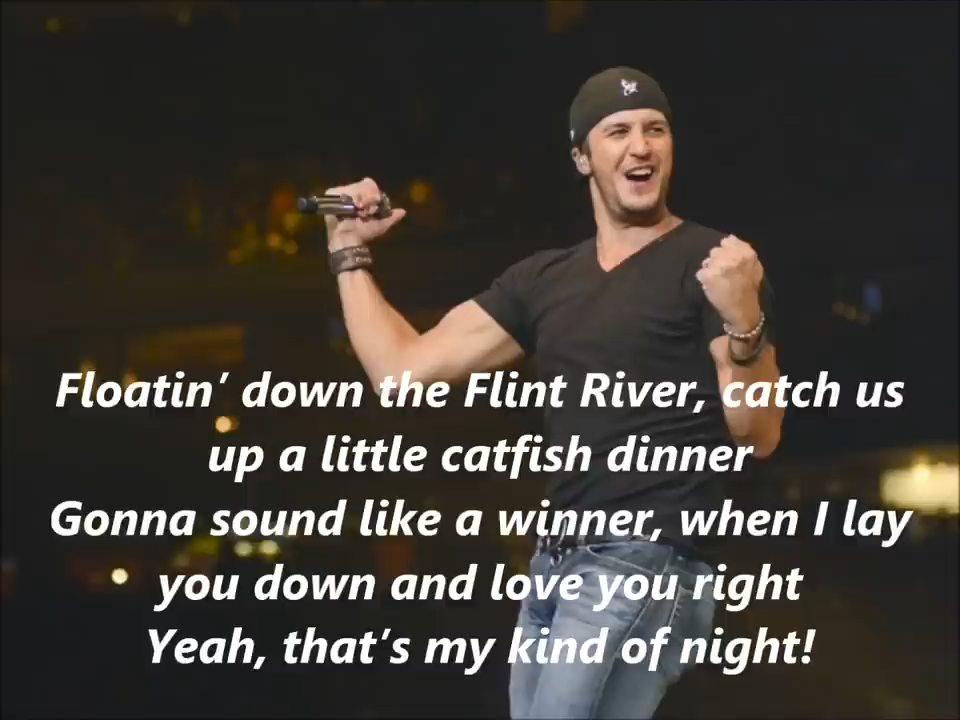 Floatin’ down the Flint River, catch us
up a little catfish dinner
Gonna sound like a winner, when I lay
you down and love you right
Yeah, that’s my kind of night!